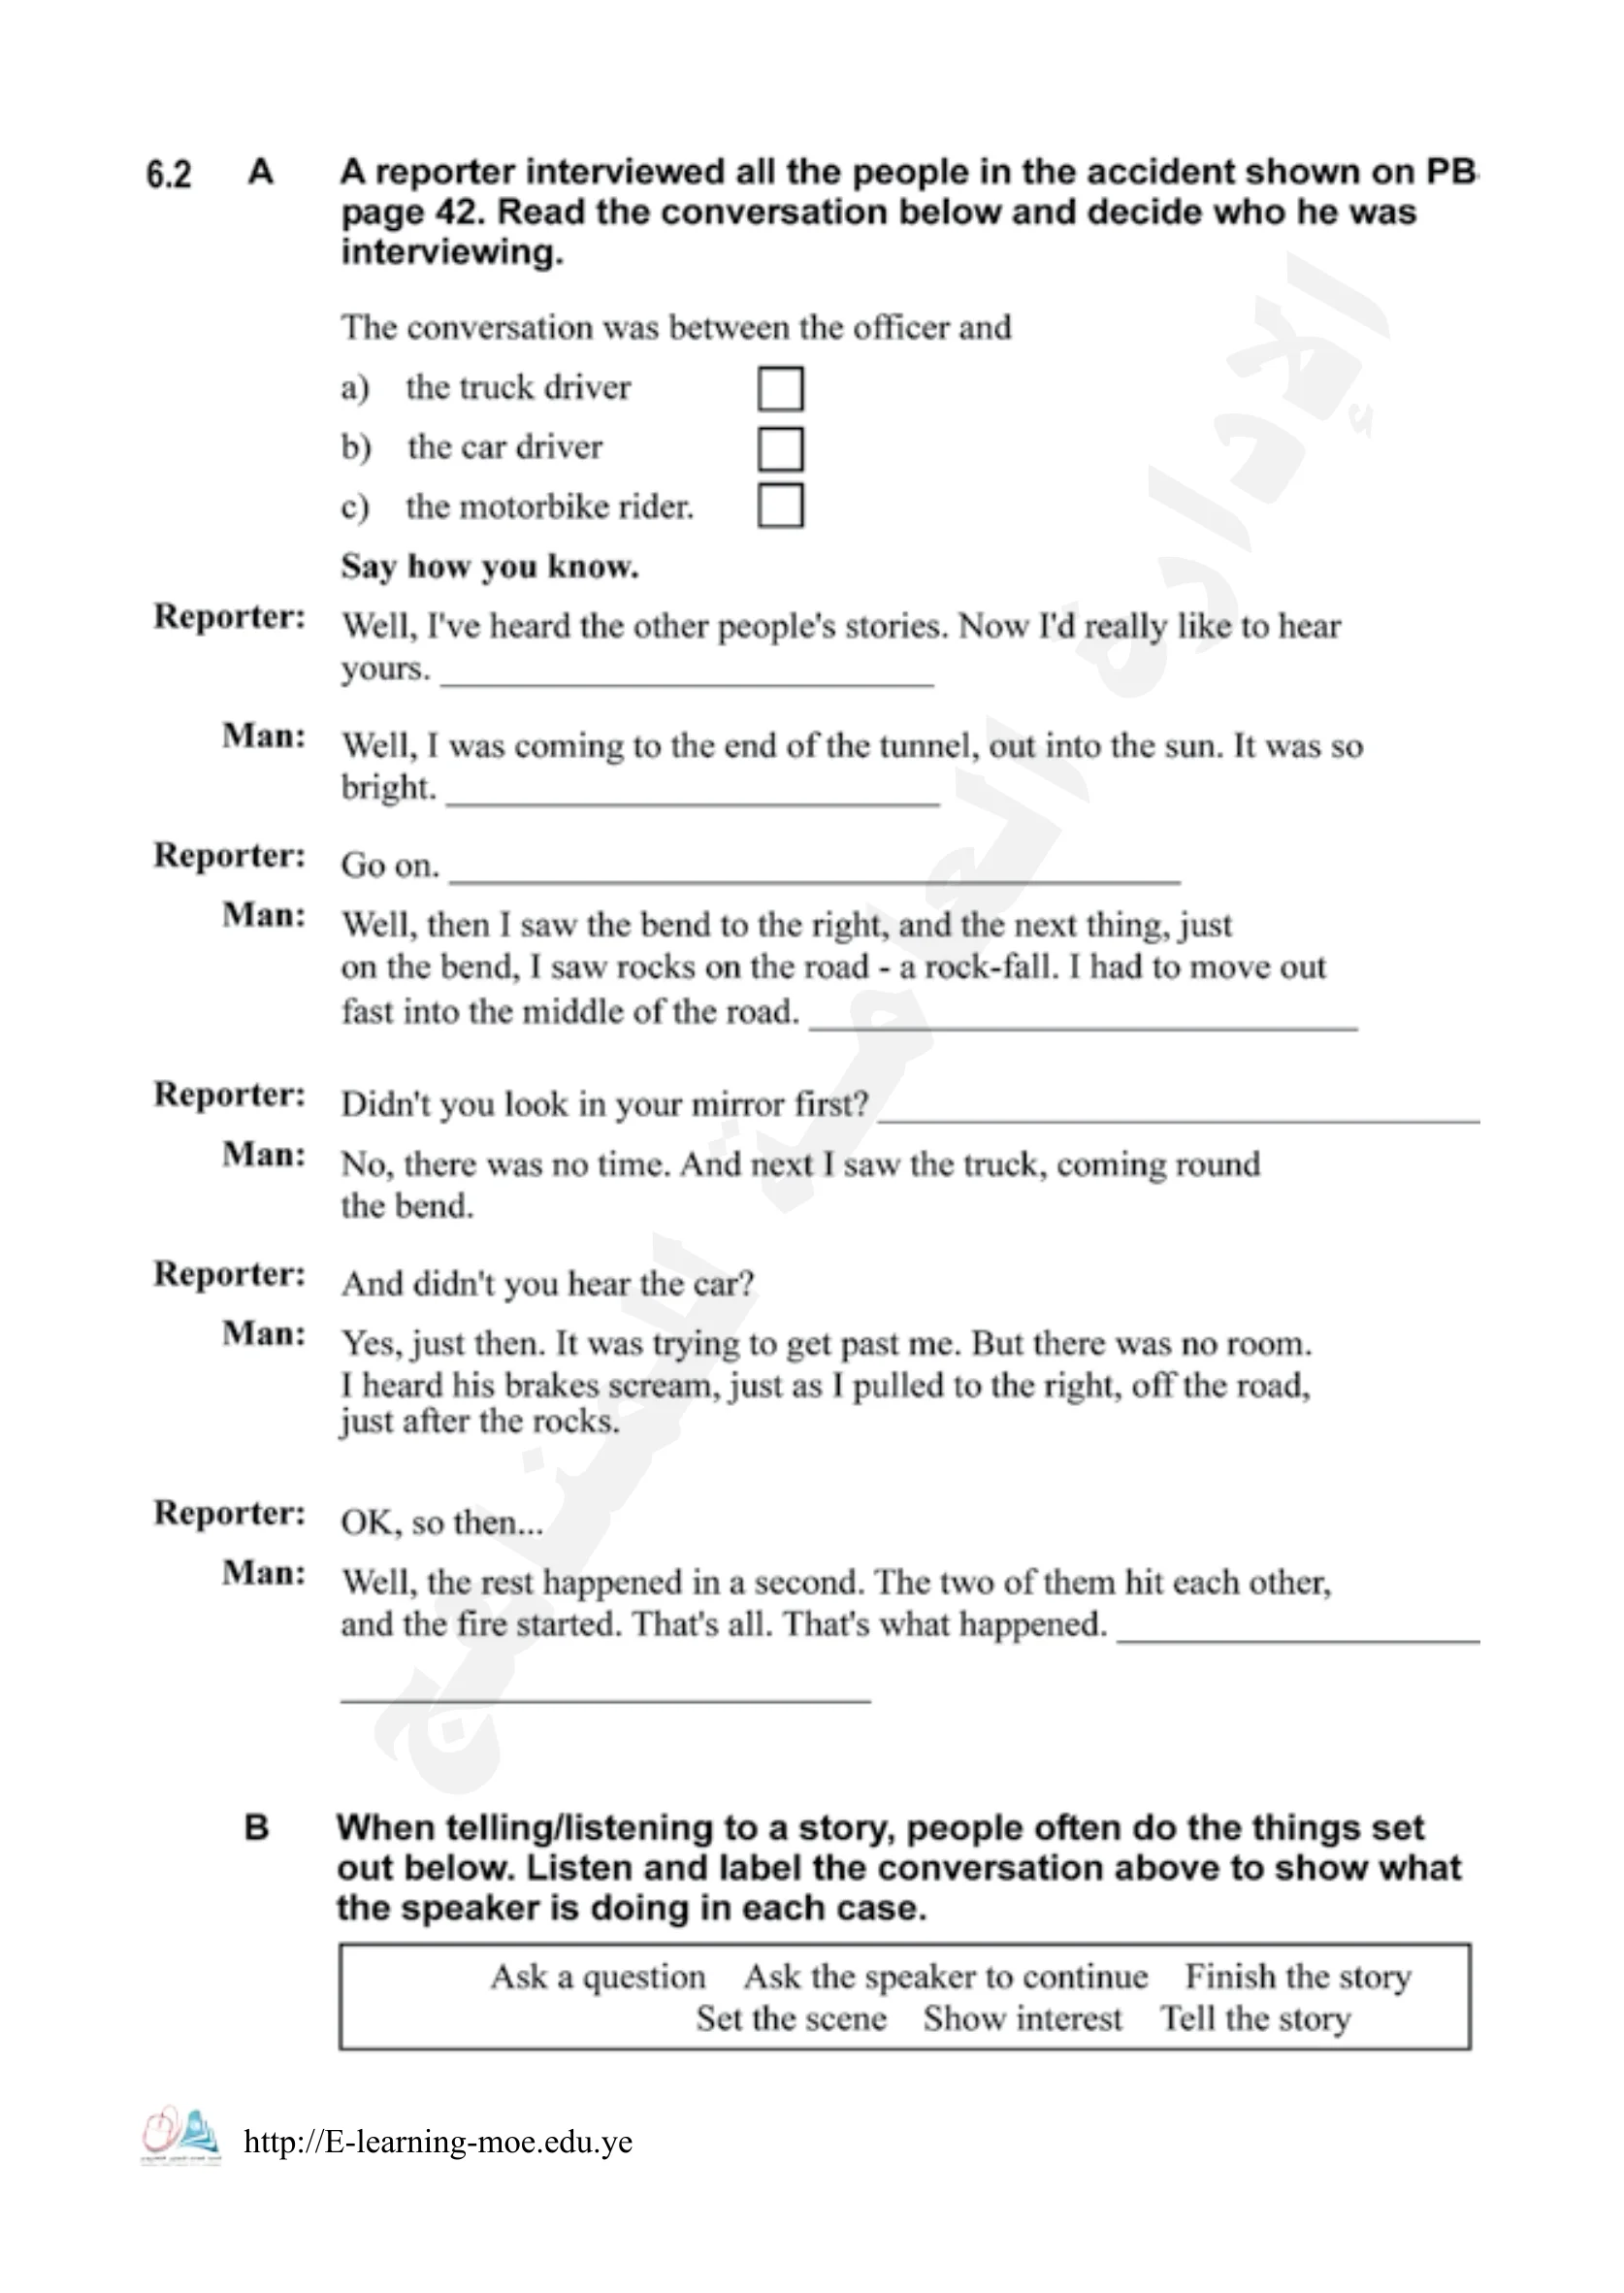 6.2 A A reporter interviewed all the people in the accident shown on PB
page 42. Read the conversation below and decide who he was
interviewing.
The conversation was between the officer and
a) the truck driver
b) the car driver
c) the motorbike rider.
Say how you know.
Reporter: Well, I've heard the other people's stories. Now I'd really like to hear
yours. ____________________
Man: Well, I was coming to the end of the tunnel, out into the sun. It was so
bright. ____________________
Reporter: Go on. ____________________
Man: Well, then I saw the bend to the right, and the next thing, just
on the bend, I saw rocks on the road - a rock-fall. I had to move out
fast into the middle of the road. ____________________
Reporter: Didn't you look in your mirror first? ____________________
Man: No, there was no time. And next I saw the truck, coming round
the bend.
Reporter: And didn't you hear the car?
Man: Yes, just then. It was trying to get past me. But there was no room.
I heard his brakes scream, just as I pulled to the right, off the road,
just after the rocks.
Reporter: OK, so then...
Man: Well, the rest happened in a second. The two of them hit each other,
and the fire started. That's all. That's what happened. ____________________
____________________
B When telling/listening to a story, people often do the things set
out below. Listen and label the conversation above to show what
the speaker is doing in each case.
Ask a question Ask the speaker to continue Finish the story
Set the scene Show interest Tell the story
http://E-learning-moe.edu.ye
الإدارة العامة للمناهج